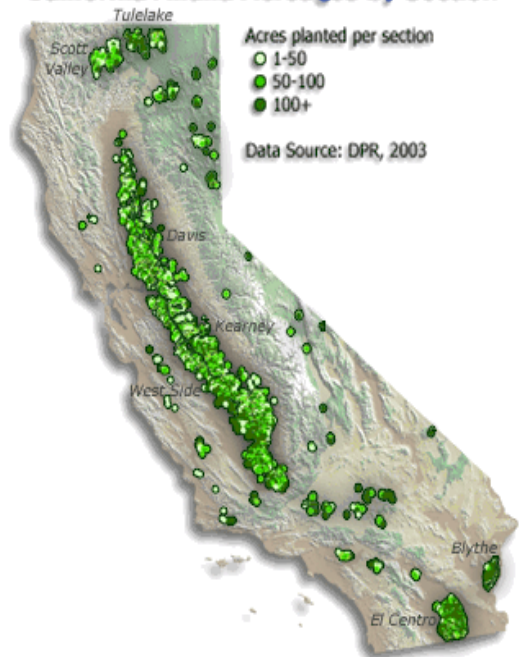 Tulelake
Scott
Valley
Acres planted per section
1-50
50-100
100+
Data Source: DPR, 2003
Davis
Kearney
West Side
Blythe
El Centro